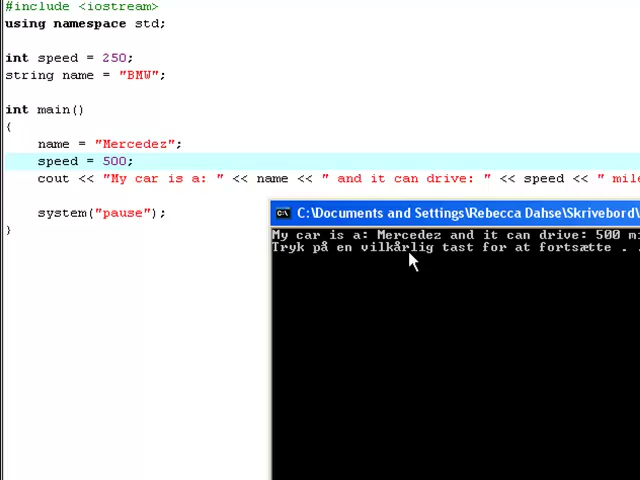 #include <iostream>
using namespace std;
int speed = 250;
string name = "BMW";
int main()
{
name = "Mercedez";
speed = 500;
cout << "My car is a: " << name << " and it can drive: " << speed << " mile
system("pause");
}
C:\Documents and Settings\Rebecca Dahse\Skrivebord\
My car is a: Mercedez and it can drive: 500 mi
Tryk på en vilkårlig tast for at fortsætte . .